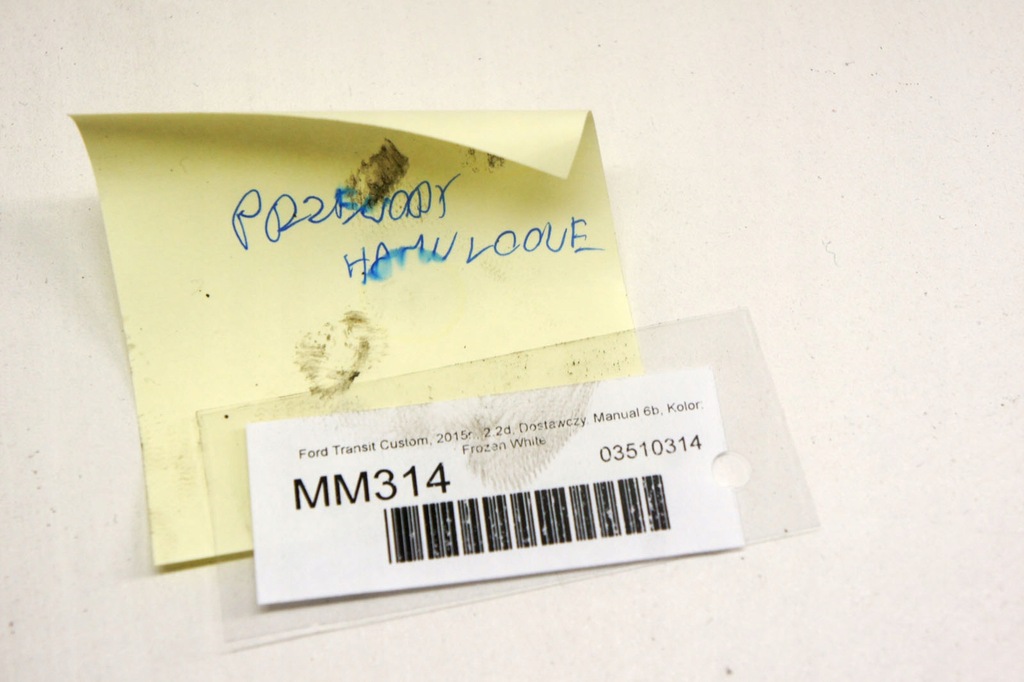 PRZEWODY
HAMULCOWE
Ford Transit Custom, 2015r., 2.2d, Dostawczy, Manual 6b, Kolor:
Frozen White
MM314
03510314